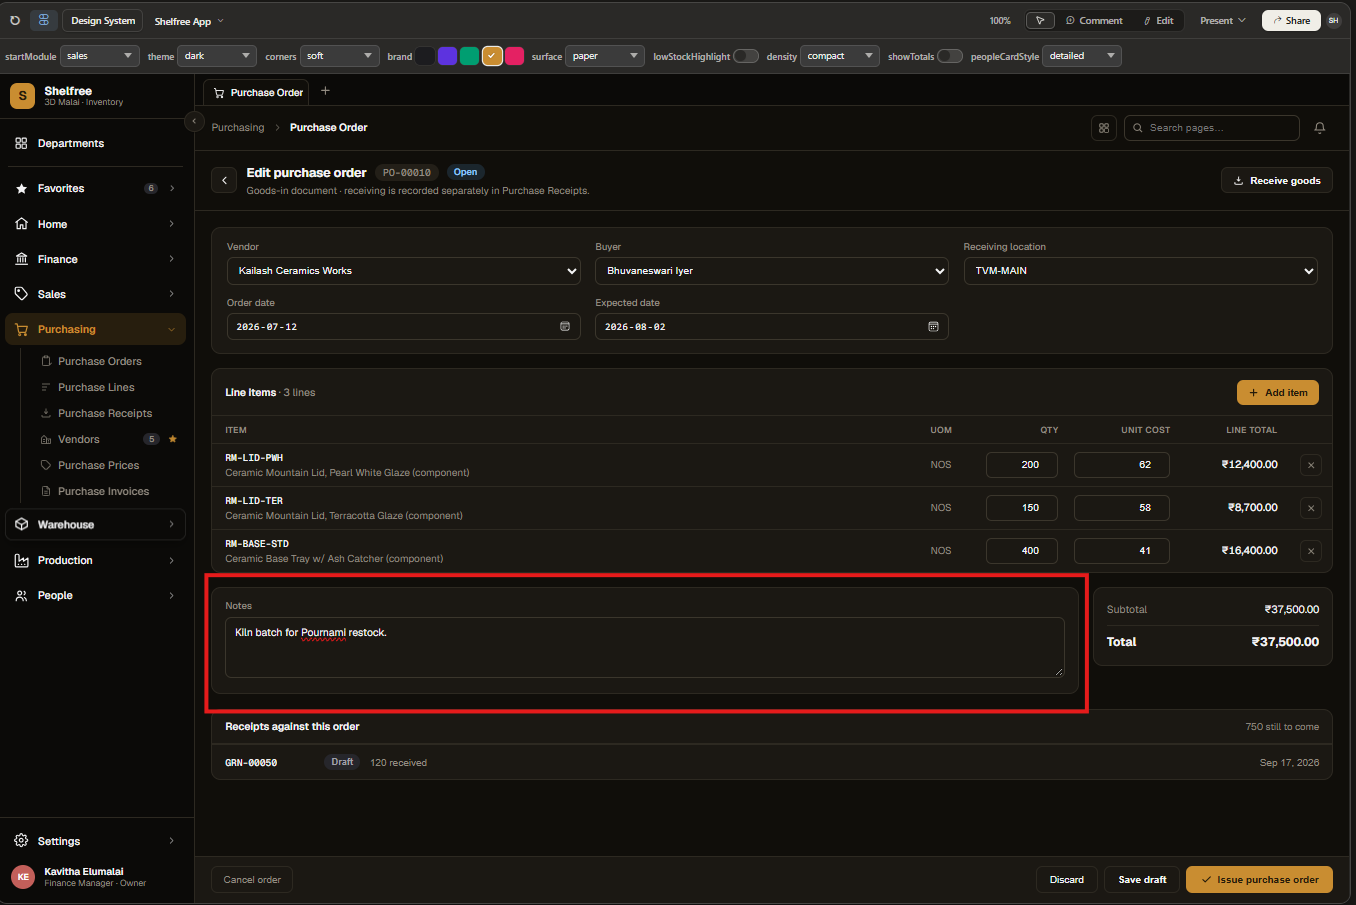 Design System
Shelfree App
100%
Comment
Edit
Present
Share
SH
startModule sales
theme dark
corners soft
brand
surface paper
lowStockHighlight
density compact
showTotals
peopleCardStyle detailed
S
Shelfree
3D Malai · Inventory
Departments
Favorites 6
Home
Finance
Sales
Purchasing
Purchase Orders
Purchase Lines
Purchase Receipts
Vendors 5
Purchase Prices
Purchase Invoices
Warehouse
Production
People
Settings
KE
Kavitha Elumalai
Finance Manager · Owner
Purchase Order
Purchasing > Purchase Order
Search pages...
Edit purchase order PO-00010 Open
Goods-in document · receiving is recorded separately in Purchase Receipts.
Receive goods
Vendor
Kailash Ceramics Works
Buyer
Bhuvaneswari Iyer
Receiving location
TVM-MAIN
Order date
2026-07-12
Expected date
2026-08-02
Line items · 3 lines
Add item
ITEM UOM QTY UNIT COST LINE TOTAL
RM-LID-PWH
Ceramic Mountain Lid, Pearl White Glaze (component)
NOS 200 62 ₹12,400.00
RM-LID-TER
Ceramic Mountain Lid, Terracotta Glaze (component)
NOS 150 58 ₹8,700.00
RM-BASE-STD
Ceramic Base Tray w/ Ash Catcher (component)
NOS 400 41 ₹16,400.00
Notes
Kiln batch for Pournami restock.
Subtotal ₹37,500.00
Total ₹37,500.00
Receipts against this order
750 still to come
GRN-00050 Draft 120 received Sep 17, 2026
Cancel order
Discard
Save draft
Issue purchase order